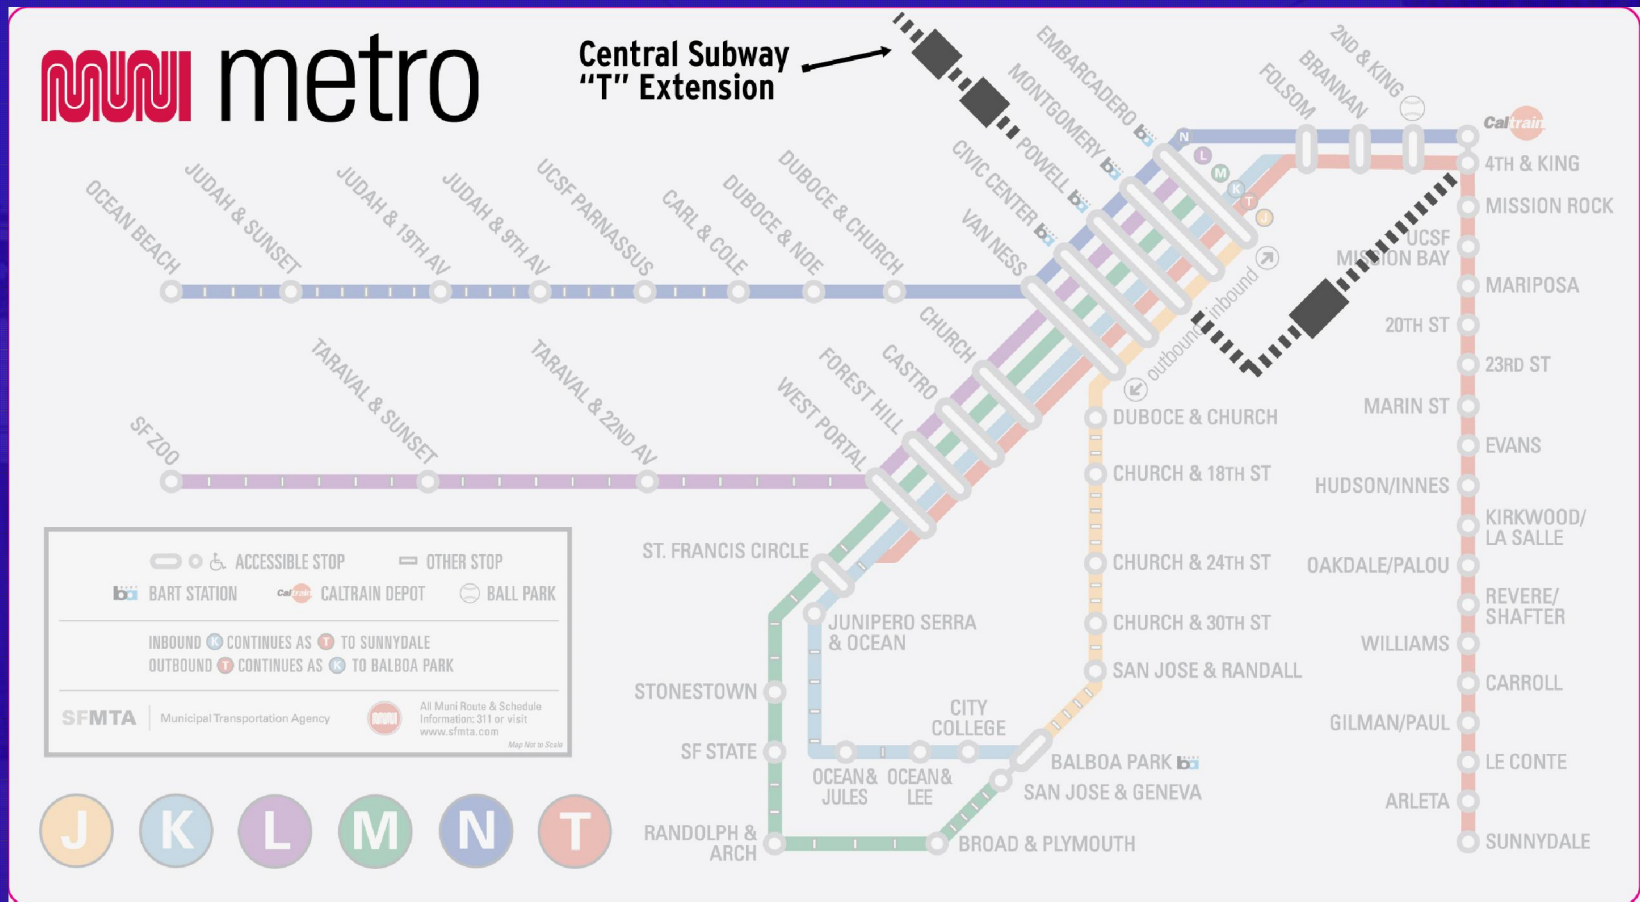 MUNI metro
Central Subway
"T" Extension
EMBARCADERO
MONTGOMERY
POWELL
CIVIC CENTER
VAN NESS
2ND & KING
BRANNAN
FOLSOM
Caltrain
4TH & KING
MISSION ROCK
UCSF
MISSION BAY
MARIPOSA
20TH ST
23RD ST
MARIN ST
EVANS
HUDSON/INNES
KIRKWOOD/
LA SALLE
OAKDALE/PALOU
REVERE/
SHAFTER
WILLIAMS
CARROLL
GILMAN/PAUL
LE CONTE
ARLETA
SUNNYDALE
N
L
M
K
T
J
inbound
outbound
OCEAN BEACH
JUDAH & SUNSET
JUDAH & 19TH AV
JUDAH & 9TH AV
UCSF PARNASSUS
CARL & COLE
DUBOCE & NOE
DUBOCE & CHURCH
CHURCH
CASTRO
FOREST HILL
WEST PORTAL
SF ZOO
TARAVAL & SUNSET
TARAVAL & 22ND AV
ST. FRANCIS CIRCLE
JUNIPERO SERRA
& OCEAN
STONESTOWN
SF STATE
RANDOLPH &
ARCH
OCEAN &
JULES
OCEAN &
LEE
CITY
COLLEGE
BALBOA PARK ba
SAN JOSE & GENEVA
BROAD & PLYMOUTH
DUBOCE & CHURCH
CHURCH & 18TH ST
CHURCH & 24TH ST
CHURCH & 30TH ST
SAN JOSE & RANDALL
ACCESSIBLE STOP
OTHER STOP
ba BART STATION
Caltrain CALTRAIN DEPOT
BALL PARK
INBOUND K CONTINUES AS T TO SUNNYDALE
OUTBOUND T CONTINUES AS K TO BALBOA PARK
SFMTA
Municipal Transportation Agency
MUNI
All Muni Route & Schedule
Information: 311 or visit
www.sfmta.com
Map Not to Scale
J K L M N T